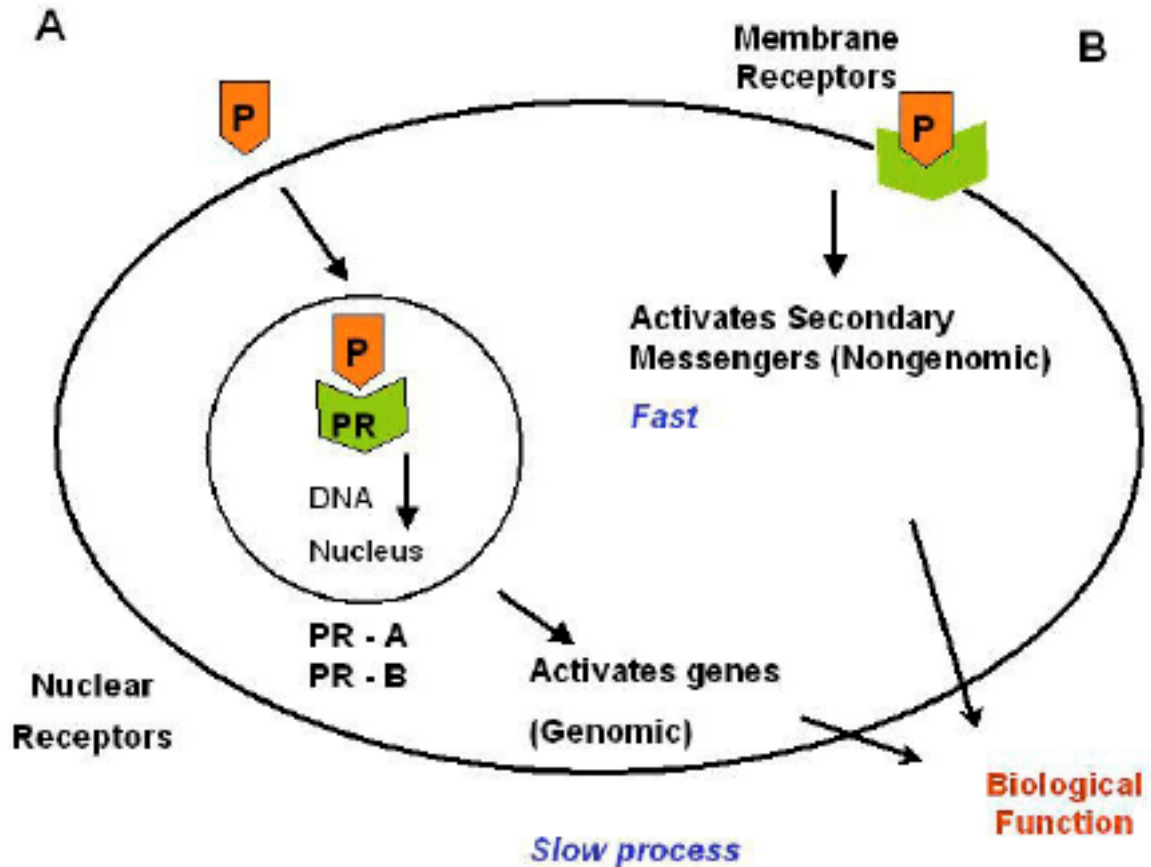 A
B
Membrane
Receptors
P
P
P
PR
DNA
Nucleus
PR - A
PR - B
Nuclear
Receptors
Activates Secondary
Messengers (Nongenomic)
Fast
Activates genes
(Genomic)
Biological
Function
Slow process